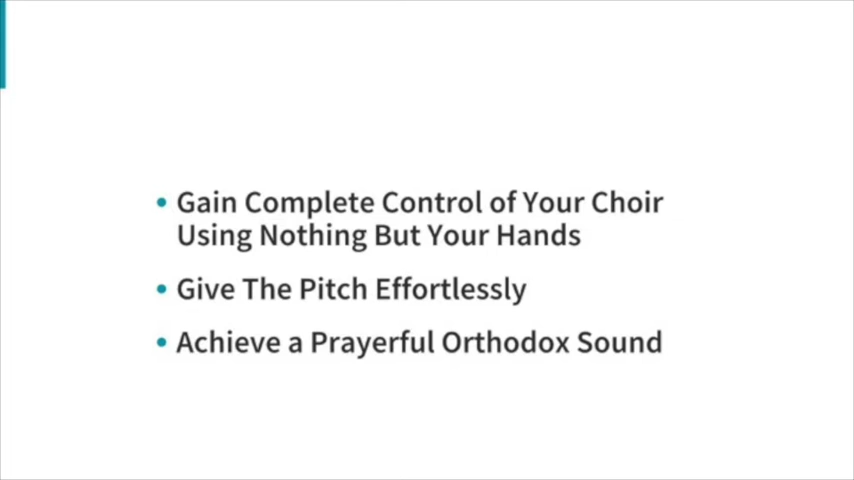 • Gain Complete Control of Your Choir
Using Nothing But Your Hands
• Give The Pitch Effortlessly
• Achieve a Prayerful Orthodox Sound